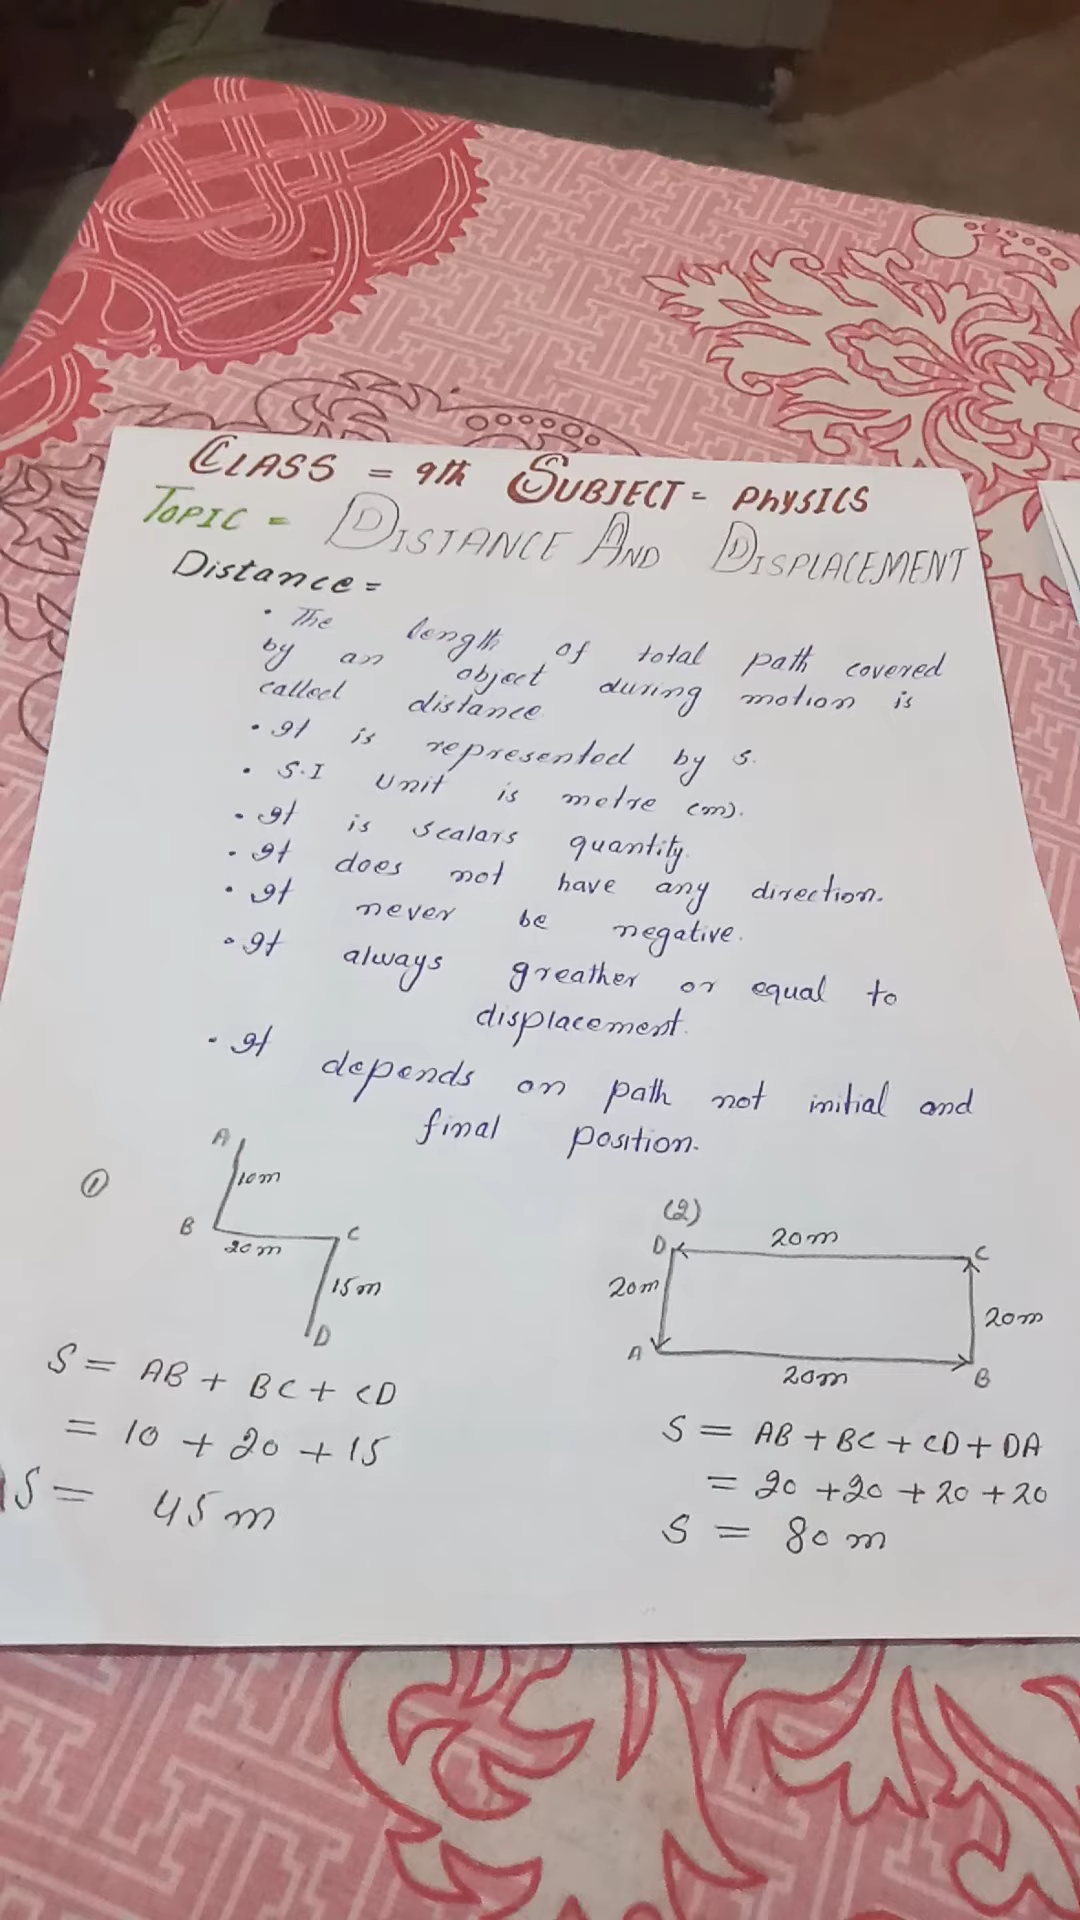 CLASS = 9th SUBJECT = PHYSICS
TOPIC = DISTANCE AND DISPLACEMENT
Distance =
• The length of total path covered
by an object during motion is
called distance
• It is represented by s.
• S.I unit is metre (m).
• It is scalars quantity.
• It does not have any direction.
• It never be negative.
• It always greather or equal to
displacement.
• It depends on path not initial and
final position.
①
A
10m
B
20m
C
15m
D
S = AB + BC + CD
= 10 + 20 + 15
S = 45 m
(2)
D
20m
C
20m
20m
A
20m
B
S = AB + BC + CD + DA
= 20 + 20 + 20 + 20
S = 80 m